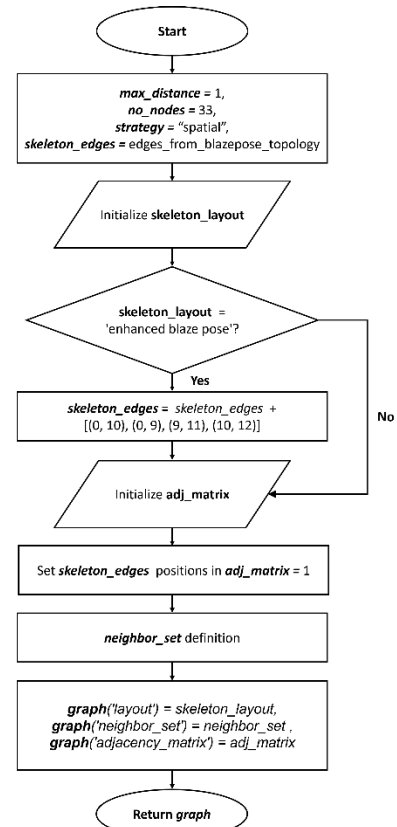 Start
max_distance = 1,
no_nodes = 33,
strategy = “spatial”,
skeleton_edges = edges_from_blazepose_topology
Initialize skeleton_layout
skeleton_layout =
'enhanced blaze pose'?
Yes
No
skeleton_edges = skeleton_edges +
[(0, 10), (0, 9), (9, 11), (10, 12)]
Initialize adj_matrix
Set skeleton_edges positions in adj_matrix = 1
neighbor_set definition
graph('layout') = skeleton_layout,
graph('neighbor_set') = neighbor_set ,
graph('adjacency_matrix') = adj_matrix
Return graph